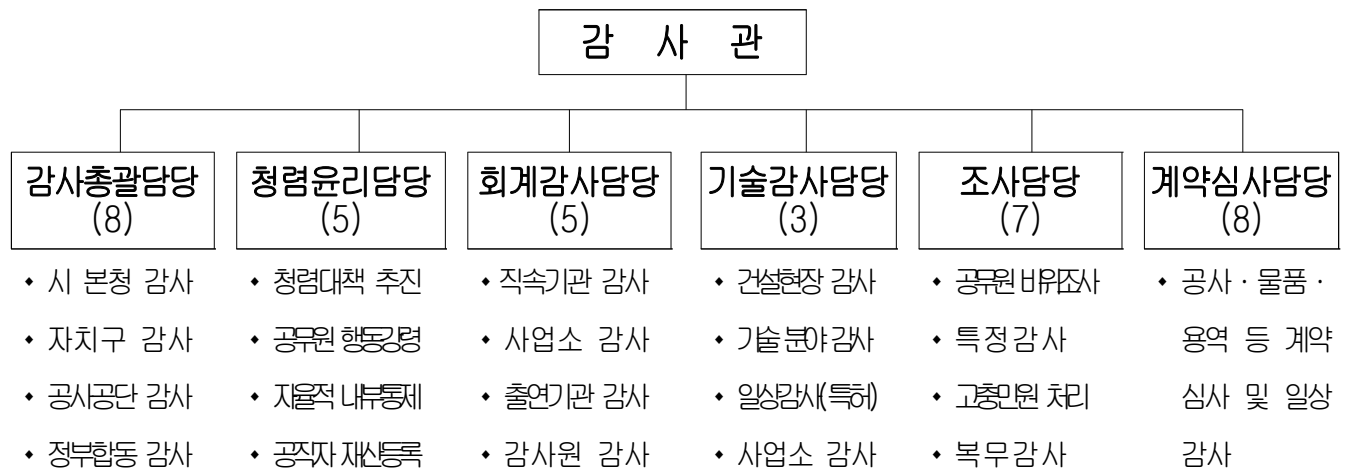 감 사 관
감사총괄담당
(8)
◆ 시 본청 감사
◆ 자치구 감사
◆ 공사공단 감사
◆ 정부합동 감사
청렴윤리담당
(5)
◆ 청렴대책 추진
◆ 공무원 행동강령
◆ 자율적 내부통제
◆ 공직자 재산등록
회계감사담당
(5)
◆ 직속기관 감사
◆ 사업소 감사
◆ 출연기관 감사
◆ 감사원 감사
기술감사담당
(3)
◆ 건설현장 감사
◆ 기술 분야 감사
◆ 일상감사(특허)
◆ 사업소 감사
조사담당
(7)
◆ 공무원 비위조사
◆ 특정감사
◆ 고충민원 처리
◆ 복무감사
계약심사담당
(8)
◆ 공사 · 물품 ·
용역 등 계약
심사 및 일상
감사